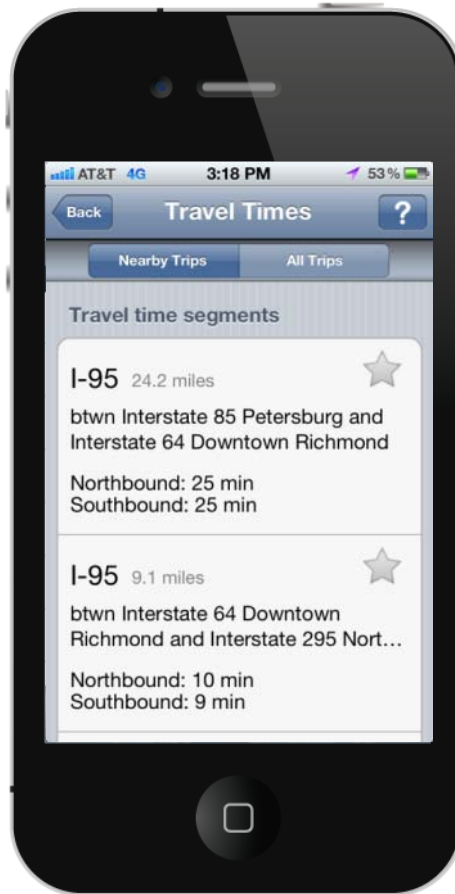 AT&T 4G 3:18 PM 53%
Back Travel Times ?
Nearby Trips All Trips
Travel time segments
I-95 24.2 miles
btwn Interstate 85 Petersburg and
Interstate 64 Downtown Richmond
Northbound: 25 min
Southbound: 25 min
I-95 9.1 miles
btwn Interstate 64 Downtown
Richmond and Interstate 295 Nort...
Northbound: 10 min
Southbound: 9 min